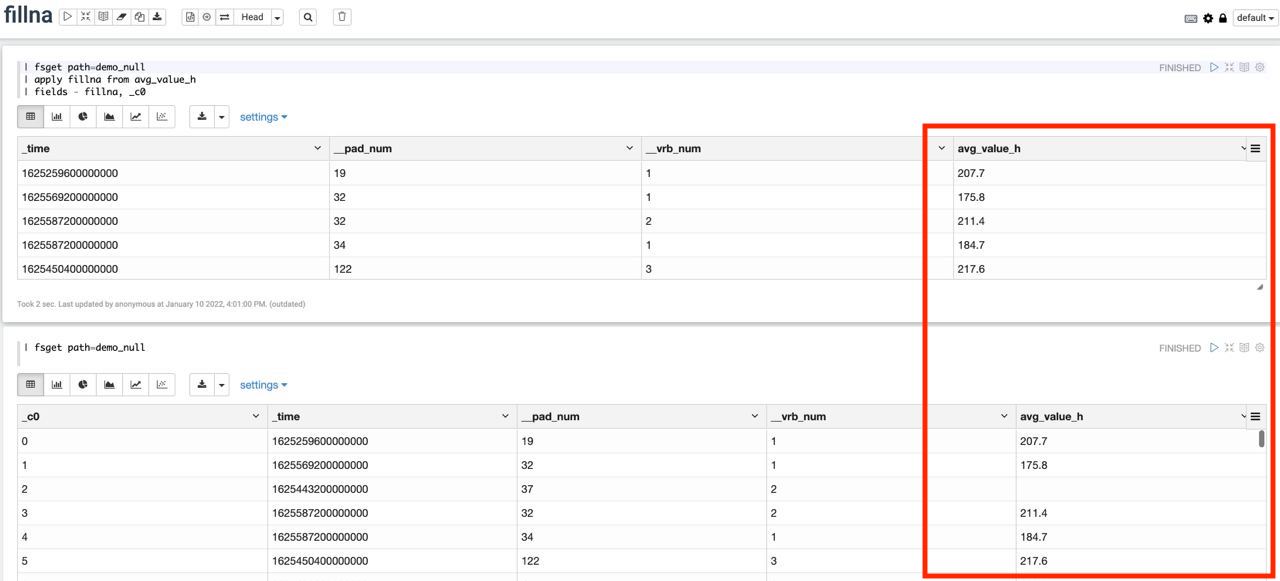 fillna Head default
| fsget path=demo_null FINISHED
| apply fillna from avg_value_h
| fields - fillna, _c0
settings
_time __pad_num __vrb_num avg_value_h
1625259600000000 19 1 207.7
1625569200000000 32 1 175.8
1625587200000000 32 2 211.4
1625587200000000 34 1 184.7
1625450400000000 122 3 217.6
Took 2 sec. Last updated by anonymous at January 10 2022, 4:01:00 PM. (outdated)
| fsget path=demo_null FINISHED
settings
_c0 _time __pad_num __vrb_num avg_value_h
0 1625259600000000 19 1 207.7
1 1625569200000000 32 1 175.8
2 1625443200000000 37 2
3 1625587200000000 32 2 211.4
4 1625587200000000 34 1 184.7
5 1625450400000000 122 3 217.6